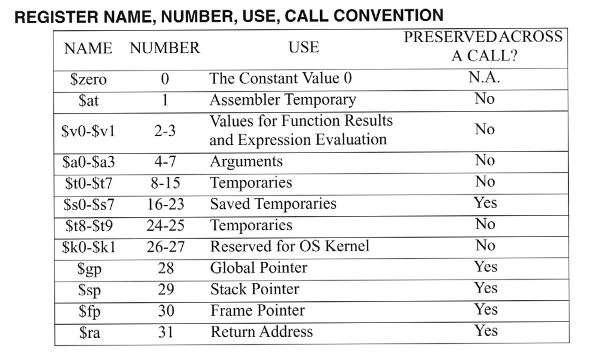 REGISTER NAME, NUMBER, USE, CALL CONVENTION
NAME NUMBER USE PRESERVED ACROSS A CALL?
$zero 0 The Constant Value 0 N.A.
$at 1 Assembler Temporary No
$v0-$v1 2-3 Values for Function Results and Expression Evaluation No
$a0-$a3 4-7 Arguments No
$t0-$t7 8-15 Temporaries No
$s0-$s7 16-23 Saved Temporaries Yes
$t8-$t9 24-25 Temporaries No
$k0-$k1 26-27 Reserved for OS Kernel No
$gp 28 Global Pointer Yes
$sp 29 Stack Pointer Yes
$fp 30 Frame Pointer Yes
$ra 31 Return Address Yes